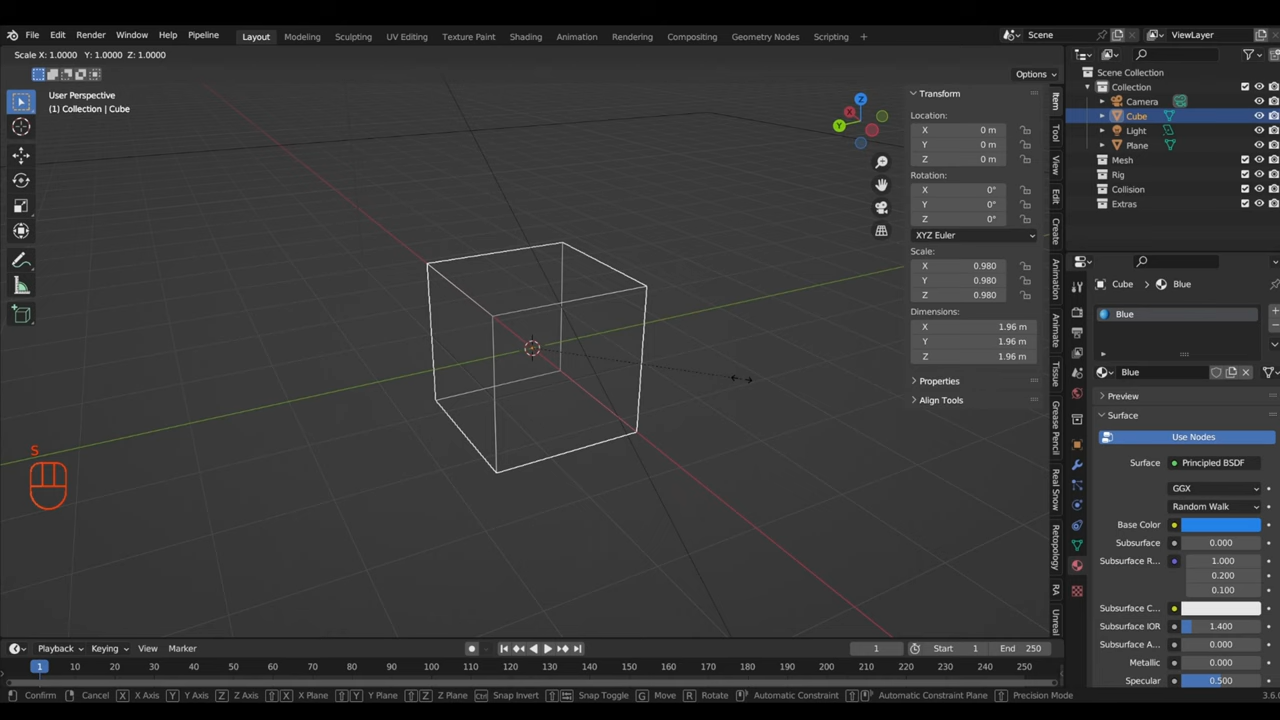 File Edit Render Window Help Pipeline Layout Modeling Sculpting UV Editing Texture Paint Shading Animation Rendering Compositing Geometry Nodes Scripting + Scene ViewLayer
Scale X: 1.0000 Y: 1.0000 Z: 1.0000
Options
User Perspective
(1) Collection | Cube
Z
X
Y
Transform
Location:
X 0 m
Y 0 m
Z 0 m
Rotation:
X 0°
Y 0°
Z 0°
XYZ Euler
Scale:
X 0.980
Y 0.980
Z 0.980
Dimensions:
X 1.96 m
Y 1.96 m
Z 1.96 m
Properties
Align Tools
Item
Tool
View
Edit
Create
Animation
Animate
Tissue
Grease Pencil
Real Snow
Retopology
RA
Unreal
Scene Collection
Collection
Camera
Cube
Light
Plane
Mesh
Rig
Collision
Extras
Cube > Blue
Blue
Blue
Preview
Surface
Use Nodes
Surface Principled BSDF
GGX
Random Walk
Base Color
Subsurface 0.000
Subsurface R... 1.000
0.200
0.100
Subsurface C...
Subsurface IOR 1.400
Subsurface A... 0.000
Metallic 0.000
Specular 0.500
S
Playback Keying View Marker 1 Start 1 End 250
1 10 20 30 40 50 60 70 80 90 100 110 120 130 140 150 160 170 180 190 200 210 220 230 240 250
Confirm Cancel X X Axis Y Y Axis Z Z Axis X X Plane Y Y Plane Z Z Plane Ctrl Snap Invert Snap Toggle G Move R Rotate Automatic Constraint Automatic Constraint Plane Precision Mode 3.6.0